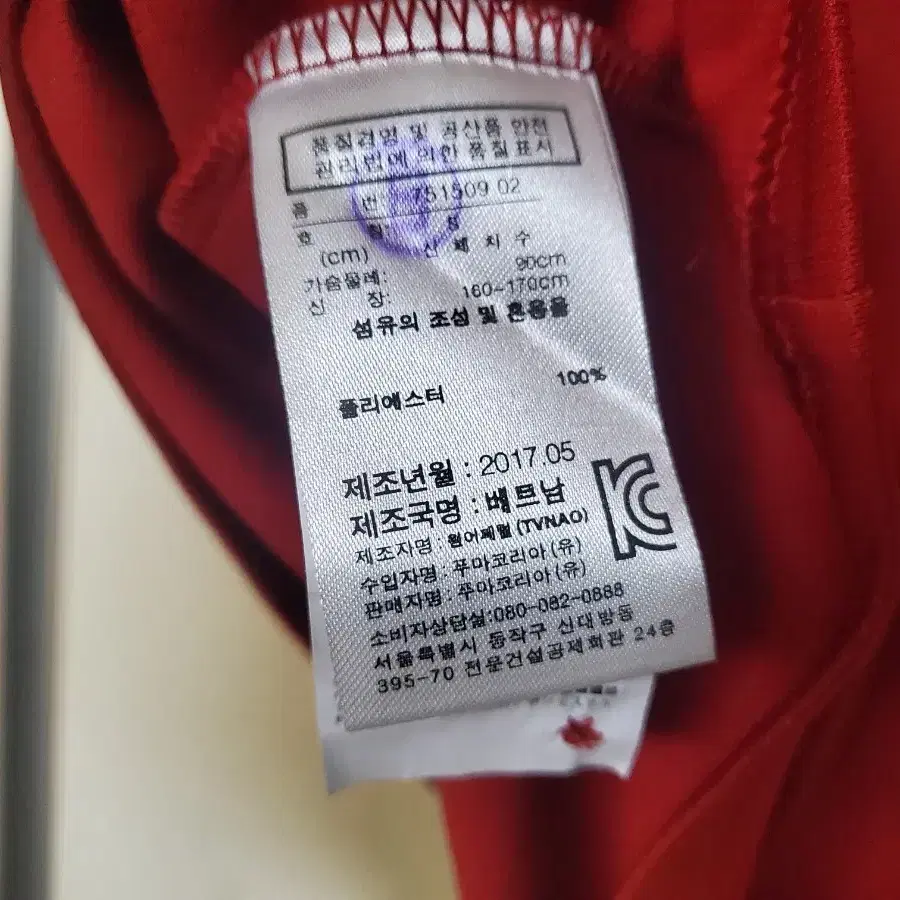 품질경영 및 공산품 안전
관리법에 의한 품질표시
품 번: 751509 02
호 칭: S
(cm) 신 체 치 수
가슴둘레: 90cm
신 장: 160-170cm
섬유의 조성 및 혼용율
폴리에스터 100%
제조년월 : 2017.05
제조국명 : 베트남
제조자명 : 원어페럴 (TVNAO)
수입자명 : 푸마코리아 (유)
판매자명 : 푸마코리아 (유)
소비자상담실:080-082-0888
서울특별시 동작구 신대방동
395-70 전문건설공제회관 24층